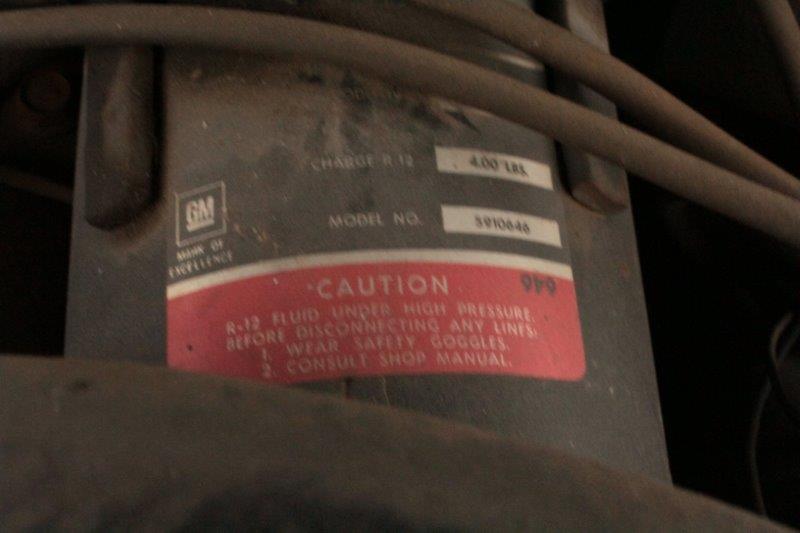 CHARGE R-12 4.00 LBS.
GM
MODEL NO. 5910646
MARK OF
EXCELLENCE
CAUTION 646
R-12 FLUID UNDER HIGH PRESSURE.
BEFORE DISCONNECTING ANY LINES:
1. WEAR SAFETY GOGGLES.
2. CONSULT SHOP MANUAL.